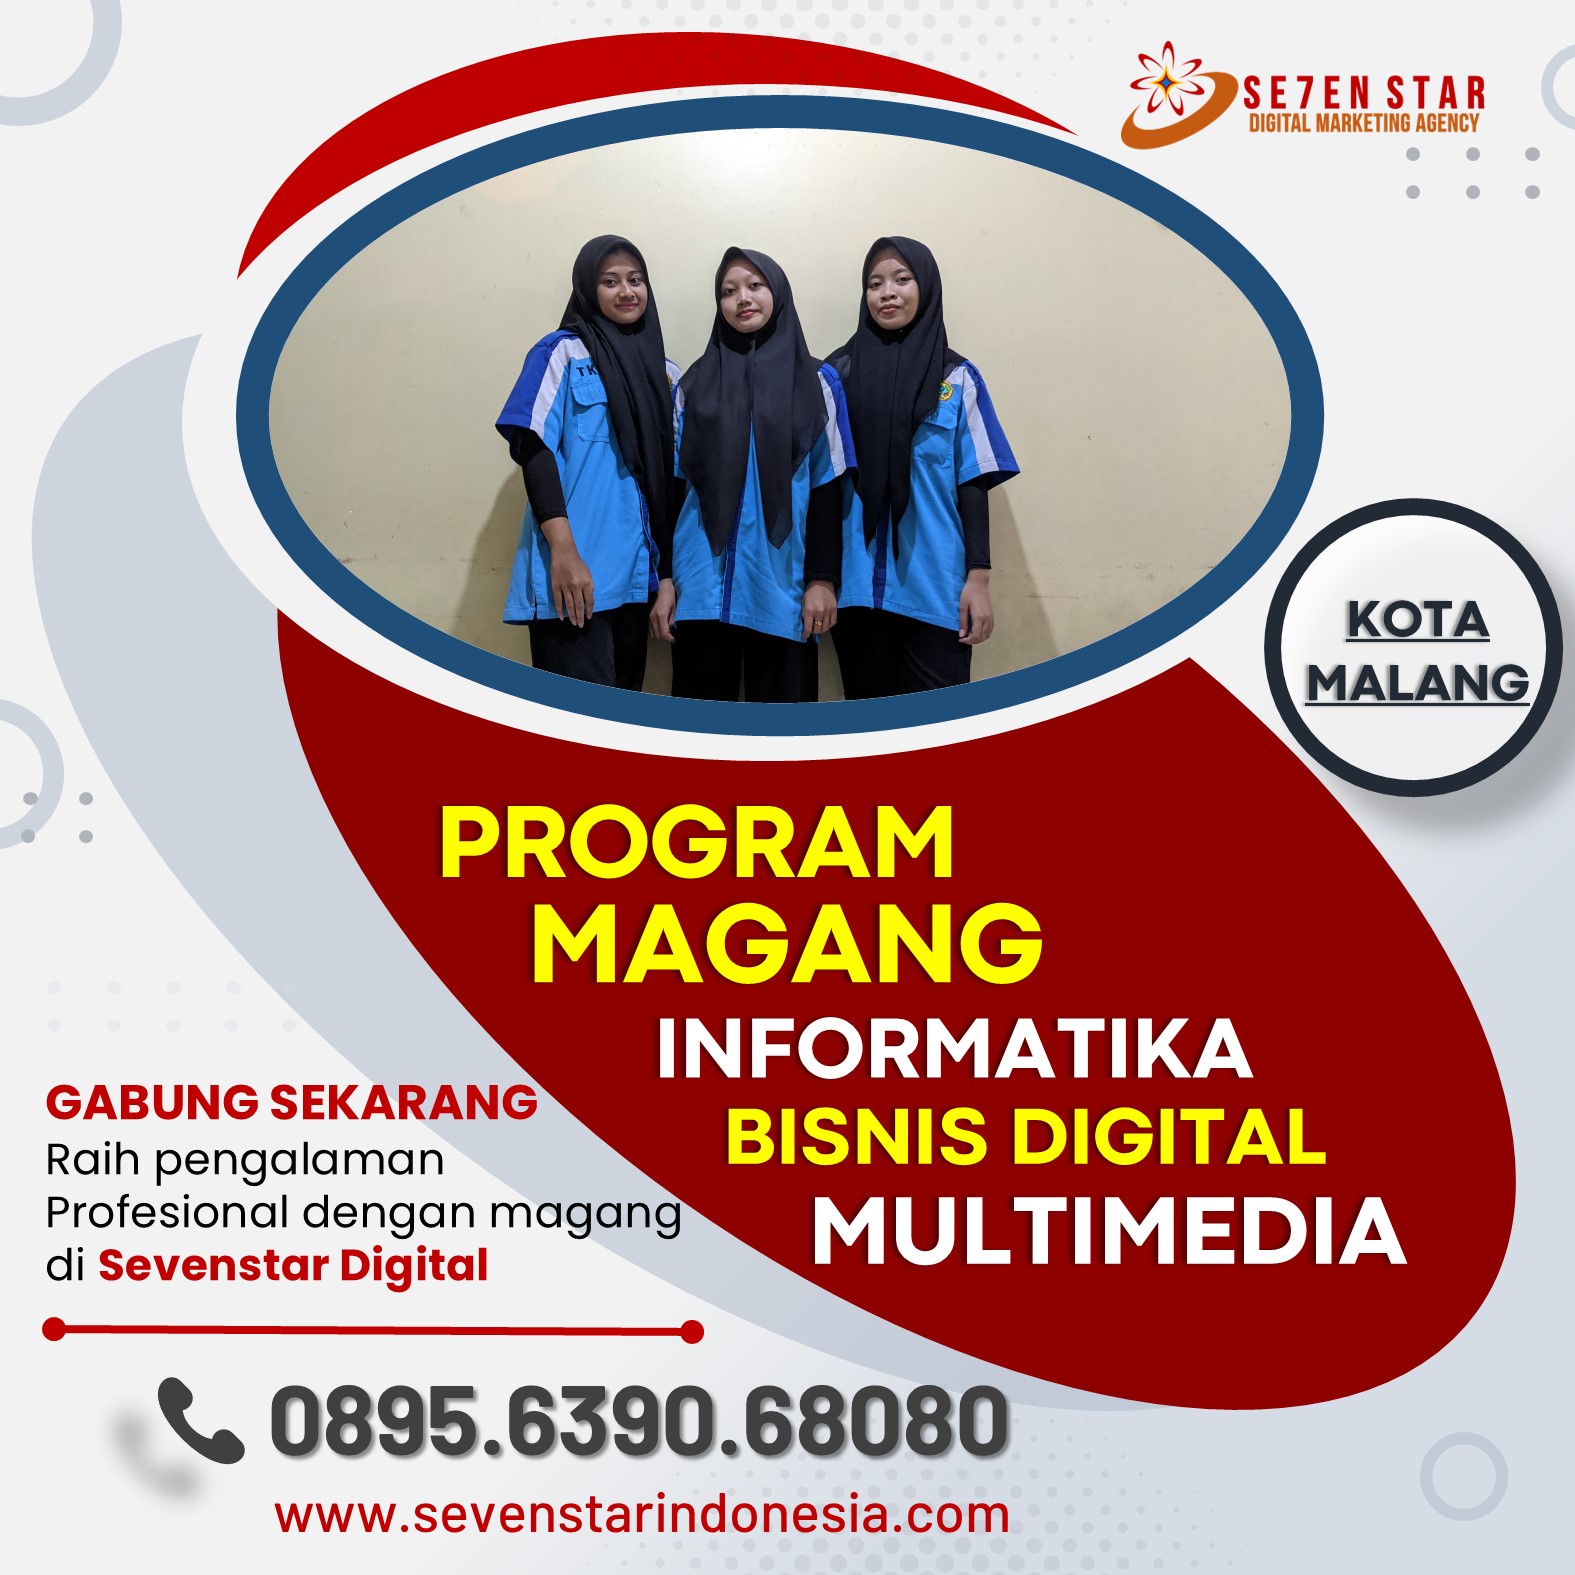 SE7EN STAR
DIGITAL MARKETING AGENCY
TK
KOTA
MALANG
PROGRAM
MAGANG
INFORMATIKA
BISNIS DIGITAL
MULTIMEDIA
GABUNG SEKARANG
Raih pengalaman
Profesional dengan magang
di Sevenstar Digital
0895.6390.68080
www.sevenstarindonesia.com